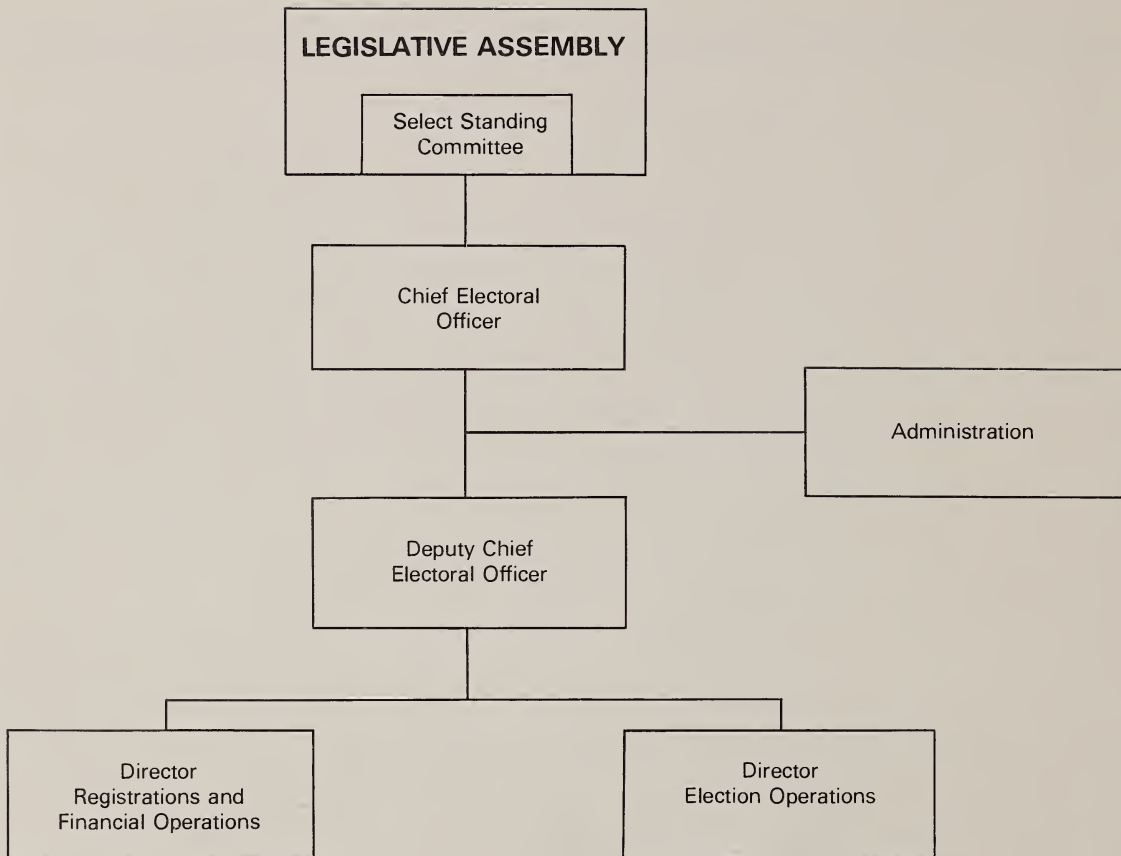 LEGISLATIVE ASSEMBLY
Select Standing
Committee
Chief Electoral
Officer
Administration
Deputy Chief
Electoral Officer
Director
Registrations and
Financial Operations
Director
Election Operations